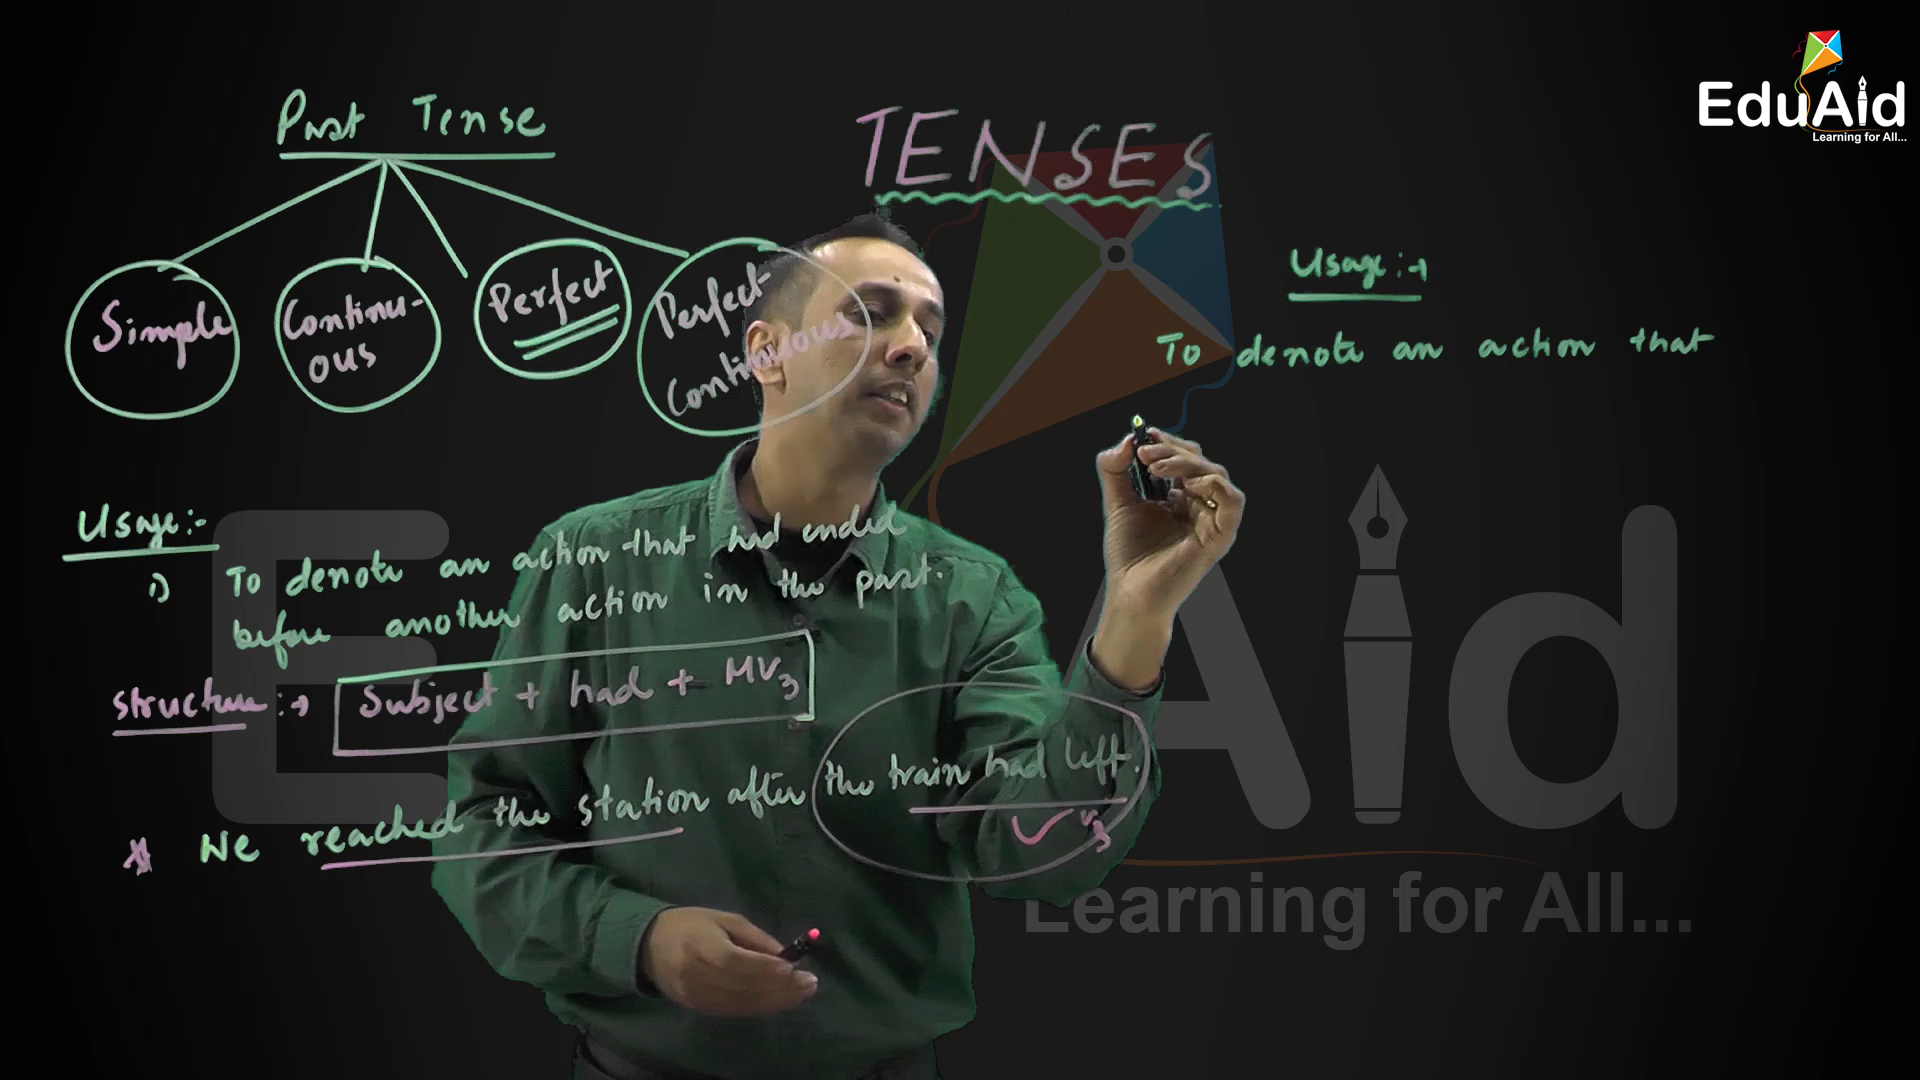 EduAid
Learning for All...
Past Tense
TENSES
Simple
Continu-
ous
Perfect
Perfect
Continuous
Usage :→
To denote an action that
Usage:-
1) To denote an action that had ended
before another action in the past.
Structure :→ Subject + had + MV3
We reached the station after the train had left.
V3
EduAid
Learning for All...